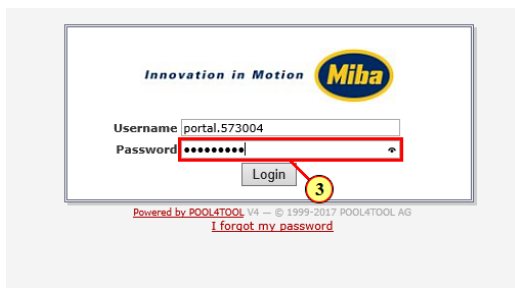 Innovation in Motion Miba
Username portal.573004
Password •••••••••
Login
3
Powered by POOL4TOOL V4 — © 1999-2017 POOL4TOOL AG
I forgot my password